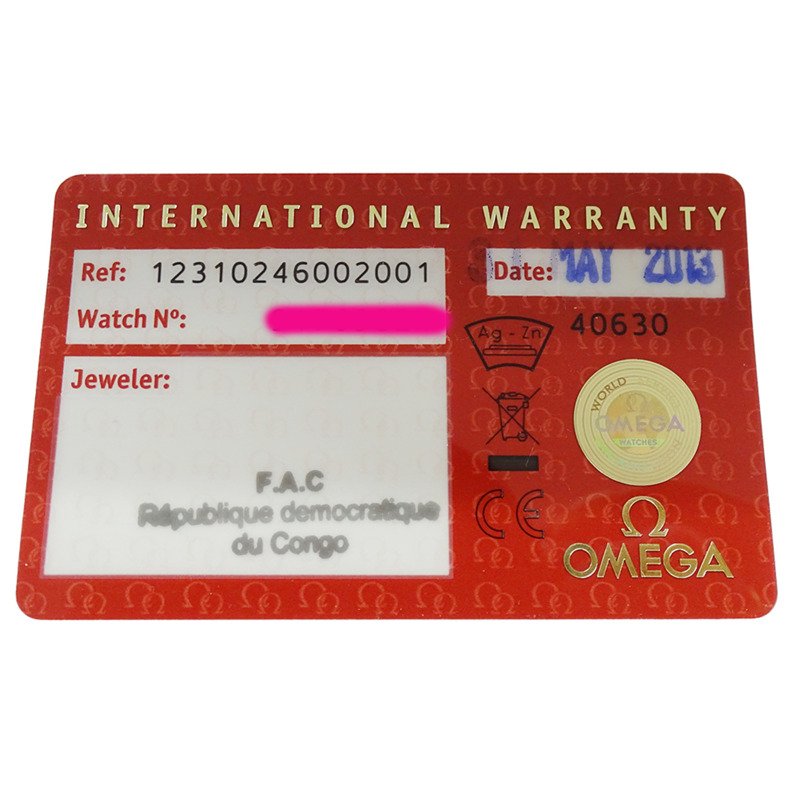 INTERNATIONAL WARRANTY
Ref: 12310246002001
Date: MAY 2013
Watch Nº:
Ag - Zn 40630
Jeweler:
WORLD
OMEGA
WATCHES
F.A.C
République democratique
du Congo
CE
Ω
OMEGA